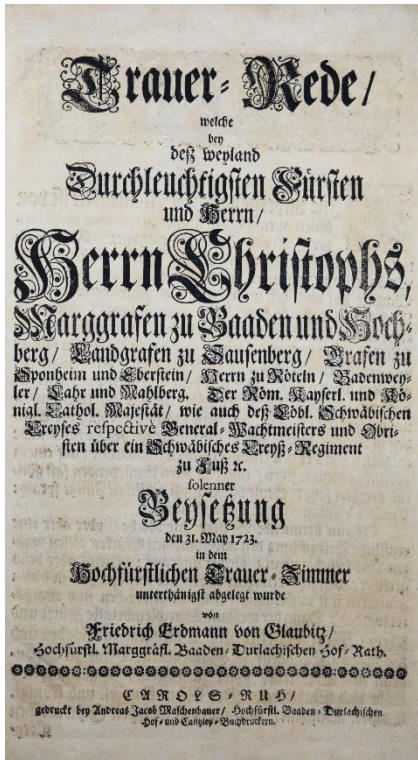 Trauer-Rede/
welche
bey
deß weyland
Durchleuchtigsten Fürsten
und Herrn/
Herrn Christophs,
Marggrafen zu Baaden und Hoch-
berg/ Landgrafen zu Sausenberg/ Grafen zu
Sponheim und Eberstein/ Herrn zu Röteln/ Badenwey-
ler/ Lahr und Mahlberg. Der Röm. Kayserl. und Kö-
nigl. Cathol. Majestät/ wie auch deß Löbl. Schwäbischen
Creyses respectivè General-Wachtmeisters und Obri-
sten über ein Schwäbisches Creyß-Regiment
zu Fuß ꝛc.
solenner
Beysetzung
den 31. May 1723.
in dem
Hochfürstlichen Trauer-Zimmer
unterthänigst abgelegt wurde
von
Friedrich Erdmann von Glaubitz/
Hochfürstl. Marggräfl. Baaden-Durlachischen Hof-Rath.
CAROLS-RUH/
gedruckt bey Andreas Jacob Maschenbauer/ Hochfürstl. Baaden-Durlachischen
Hof- und Cantzley-Buchdruckern.